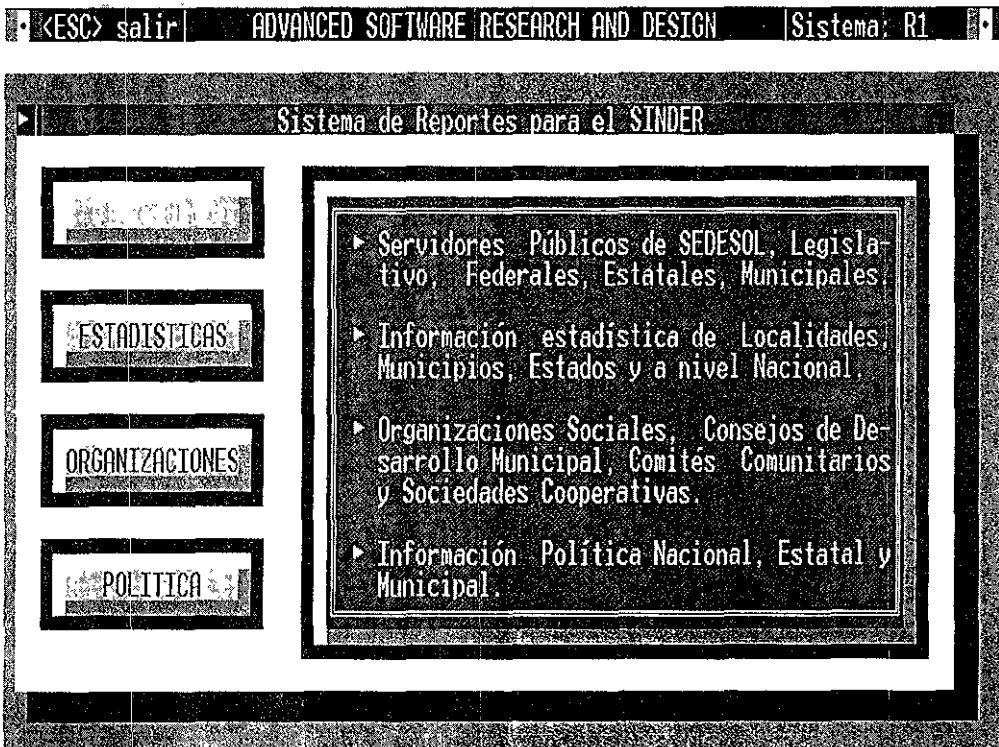 <ESC> salir ADVANCED SOFTWARE RESEARCH AND DESIGN Sistema: R1
Sistema de Reportes para el SINDER
Servidores Públicos de SEDESOL, Legisla-
tivo, Federales, Estatales, Municipales.
ESTADISTICAS
Información estadística de Localidades,
Municipios, Estados y a nivel Nacional.
ORGANIZACIONES
Organizaciones Sociales, Consejos de De-
sarrollo Municipal, Comités Comunitarios
y Sociedades Cooperativas.
POLITICA
Información Política Nacional, Estatal y
Municipal.